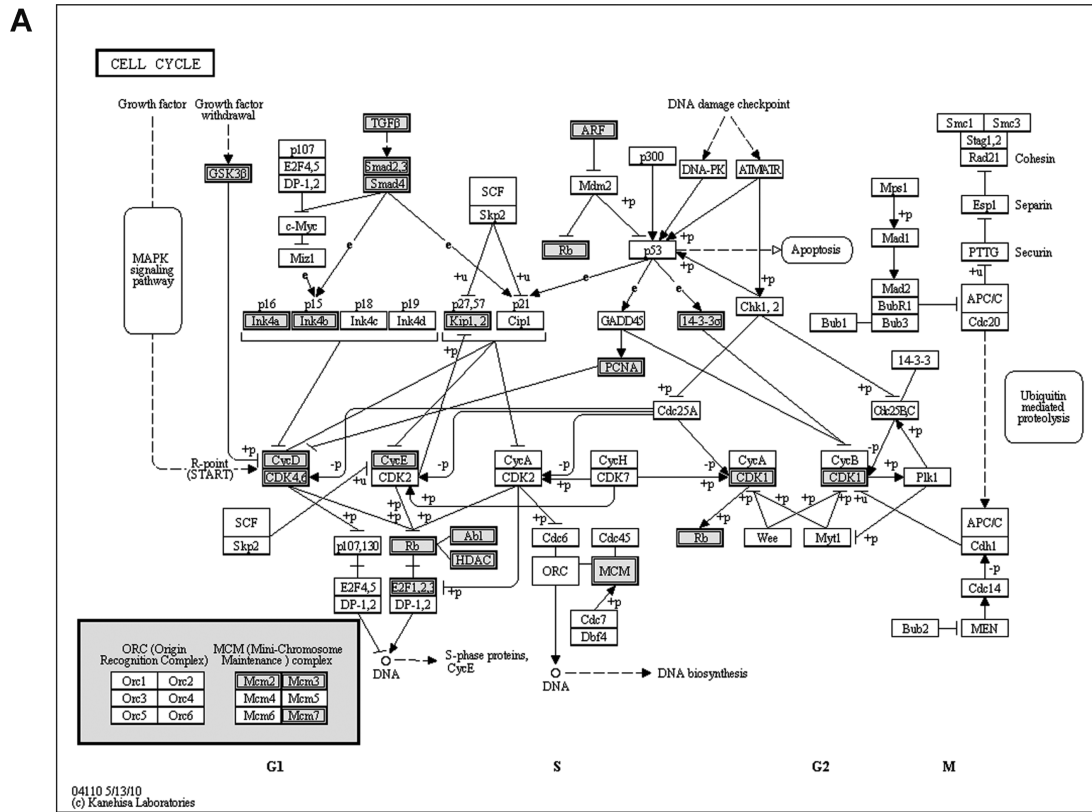 A
CELL CYCLE
Growth factor
Growth factor
withdrawal
TGFβ
ARF
DNA damage checkpoint
Smc1 Smc3
Stag1,2
Rad21
Cohesin
GSK3β
p107
E2F4,5
DP-1,2
Smad2,3
Smad4
p300
DNA-PK
ATM/ATR
Mdm2
SCF
Skp2
Mps1
+p
Esp1
Separin
c-Myc
Miz1
e
e
e
Rb
+p
p53
+p
+p
Apoptosis
Mad1
PTTG
Securin
+u
MAPK
signaling
pathway
+u
+u
e
e
e
+p
Mad2
BubR1
Bub3
Bub1
APC/C
Cdc20
p16
Ink4a
p15
Ink4b
p18
Ink4c
p19
Ink4d
p27,57
Kip1, 2
p21
Cip1
GADD45
14-3-3σ
Chk1, 2
+p
PCNA
+p
+p
14-3-3
Cdc25A
Cdc25B,C
+p
Ubiquitin
mediated
proteolysis
R-point
(START)
+p
CycD
CDK4,6
-p
CycE
CDK2
+u
-p
CycA
CDK2
-p
+p
CycH
CDK7
-p
+p
CycA
CDK1
CycB
CDK1
-p
+p
Plk1
SCF
Skp2
+p
+p
+p
+p
+p
+p
+p
+p
+p
+u
p107,130
Rb
Abl
HDAC
Cdc6
Cdc45
ORC
MCM
Rb
Wee
Myt1
+p
APC/C
Cdh1
-p
E2F4,5
DP-1,2
E2F1,2,3
DP-1,2
+p
+p
Cdc7
Dbf4
Cdc14
Bub2
MEN
DNA
S-phase proteins,
CycE
DNA
DNA biosynthesis
ORC (Origin
Recognition Complex)
MCM (Mini-Chromosome
Maintenance ) complex
Orc1 Orc2
Orc3 Orc4
Orc5 Orc6
Mcm2 Mcm3
Mcm4 Mcm5
Mcm6 Mcm7
G1 S G2 M
04110 5/13/10
(c) Kanehisa Laboratories